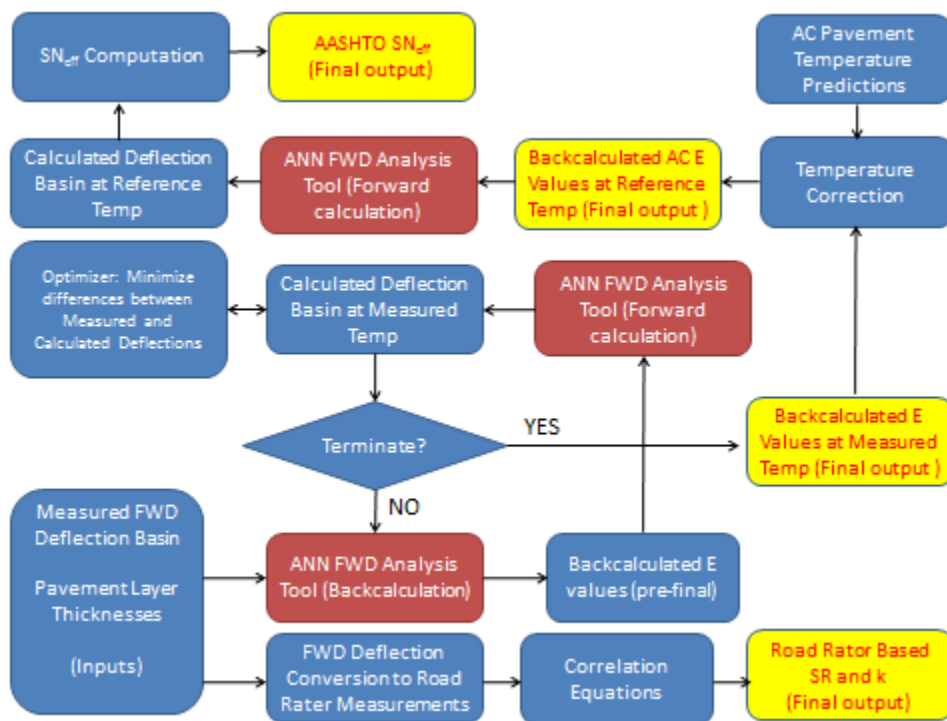 SNeff Computation
AASHTO SNeff
(Final output)
AC Pavement
Temperature
Predictions
Calculated Deflection
Basin at Reference
Temp
ANN FWD Analysis
Tool (Forward
calculation)
Backcalculated AC E
Values at Reference
Temp (Final output )
Temperature
Correction
Optimizer: Minimize
differences between
Measured and
Calculated Deflections
Calculated Deflection
Basin at Measured
Temp
ANN FWD Analysis
Tool (Forward
calculation)
Terminate?
YES
NO
Backcalculated E
Values at Measured
Temp (Final output )
Measured FWD
Deflection Basin
Pavement Layer
Thicknesses
(Inputs)
ANN FWD Analysis
Tool (Backcalculation)
Backcalculated E
values (pre-final)
FWD Deflection
Conversion to Road
Rater Measurements
Correlation
Equations
Road Rator Based
SR and k
(Final output)